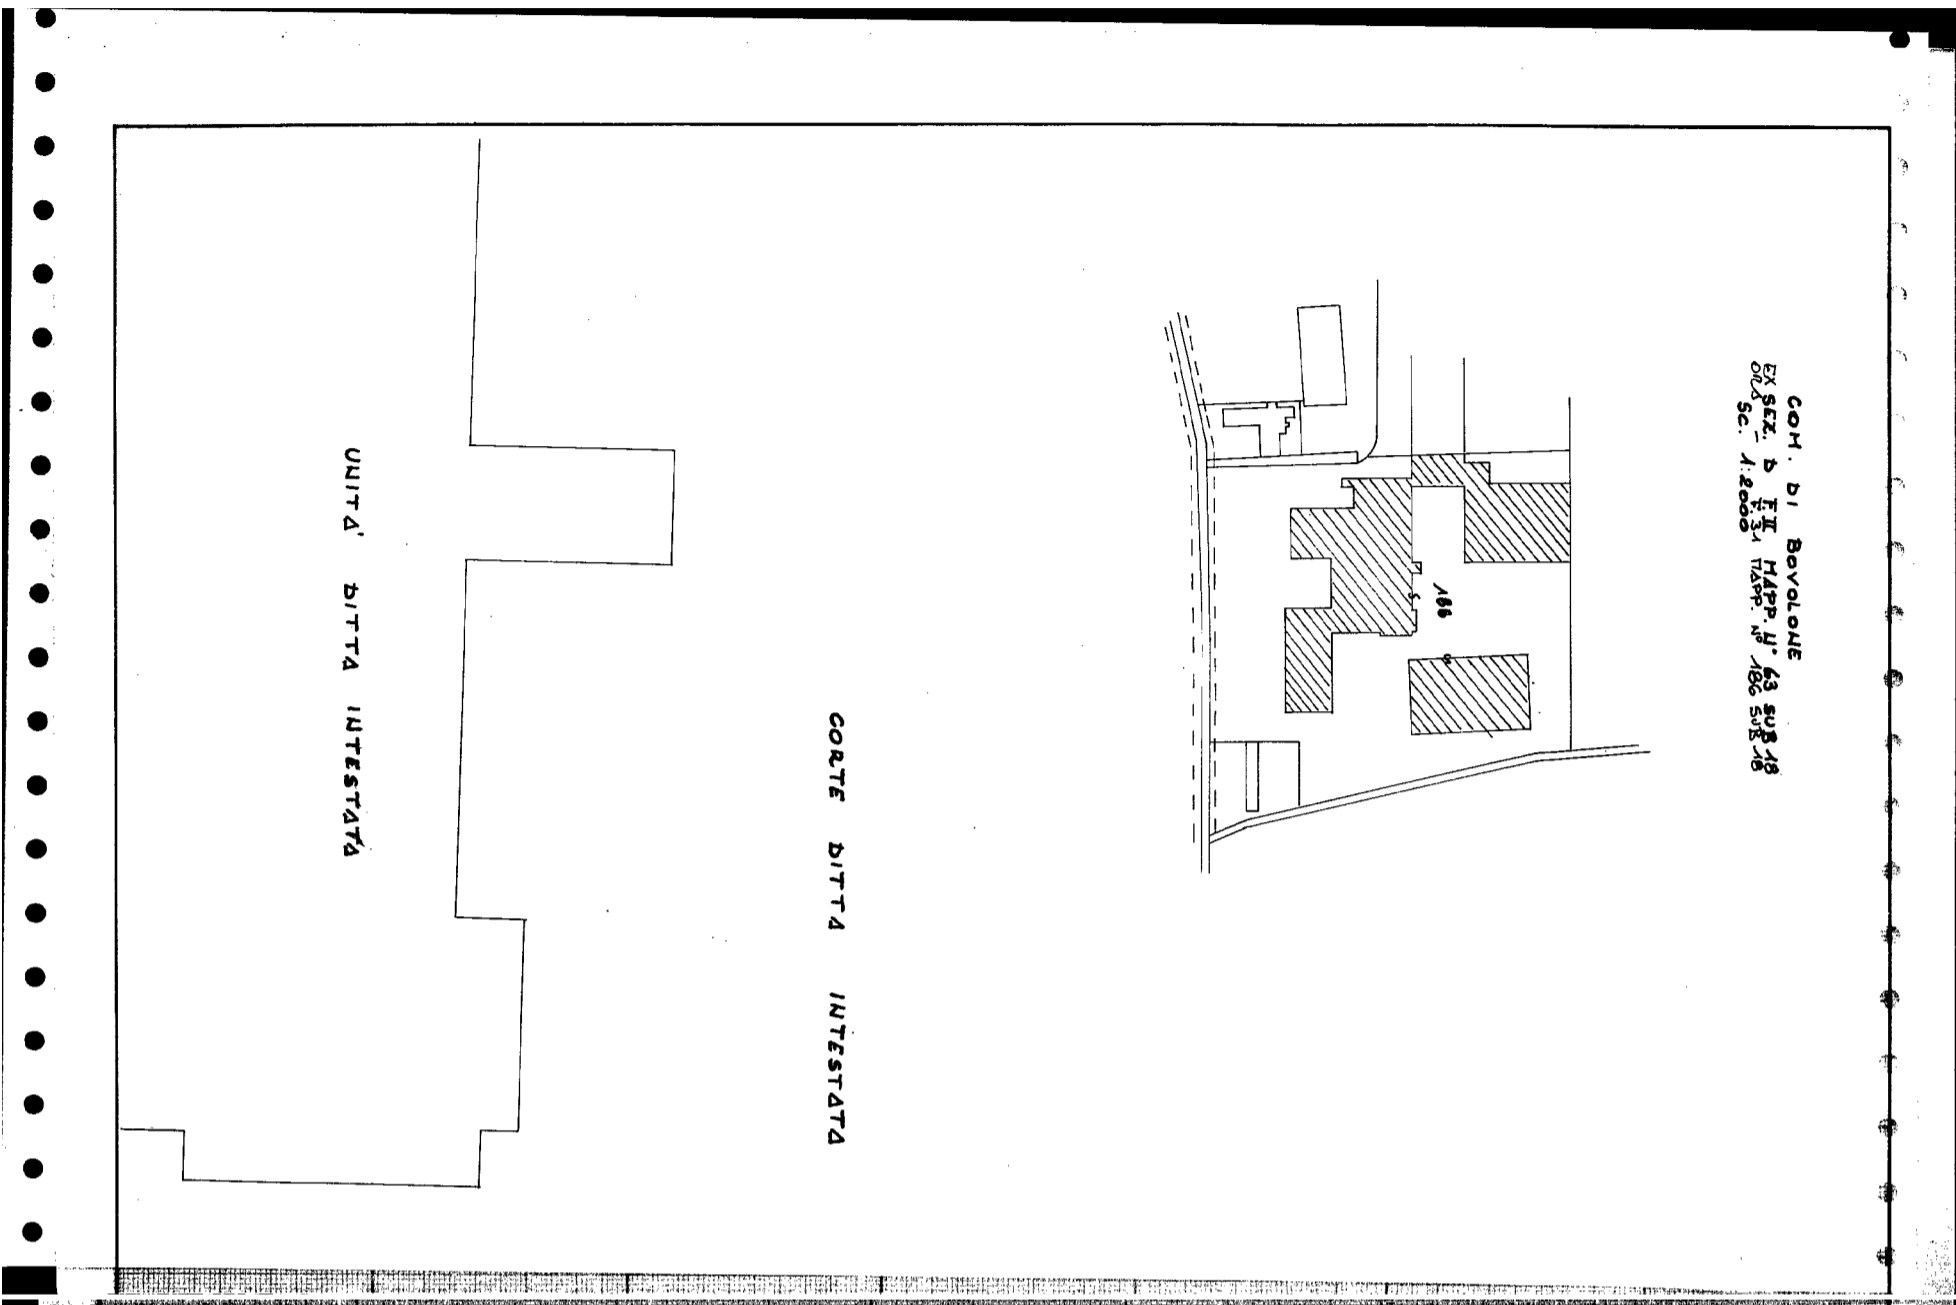 COM. DI BOVOLONE
EX SEZ. D F. II MAPP. N° 63 SUB 18
ORA - F. 31 MAPP. N° 186 SUB 18
SC. 1:2000
186
CORTE DITTA INTESTATA
UNITA' DITTA INTESTATA